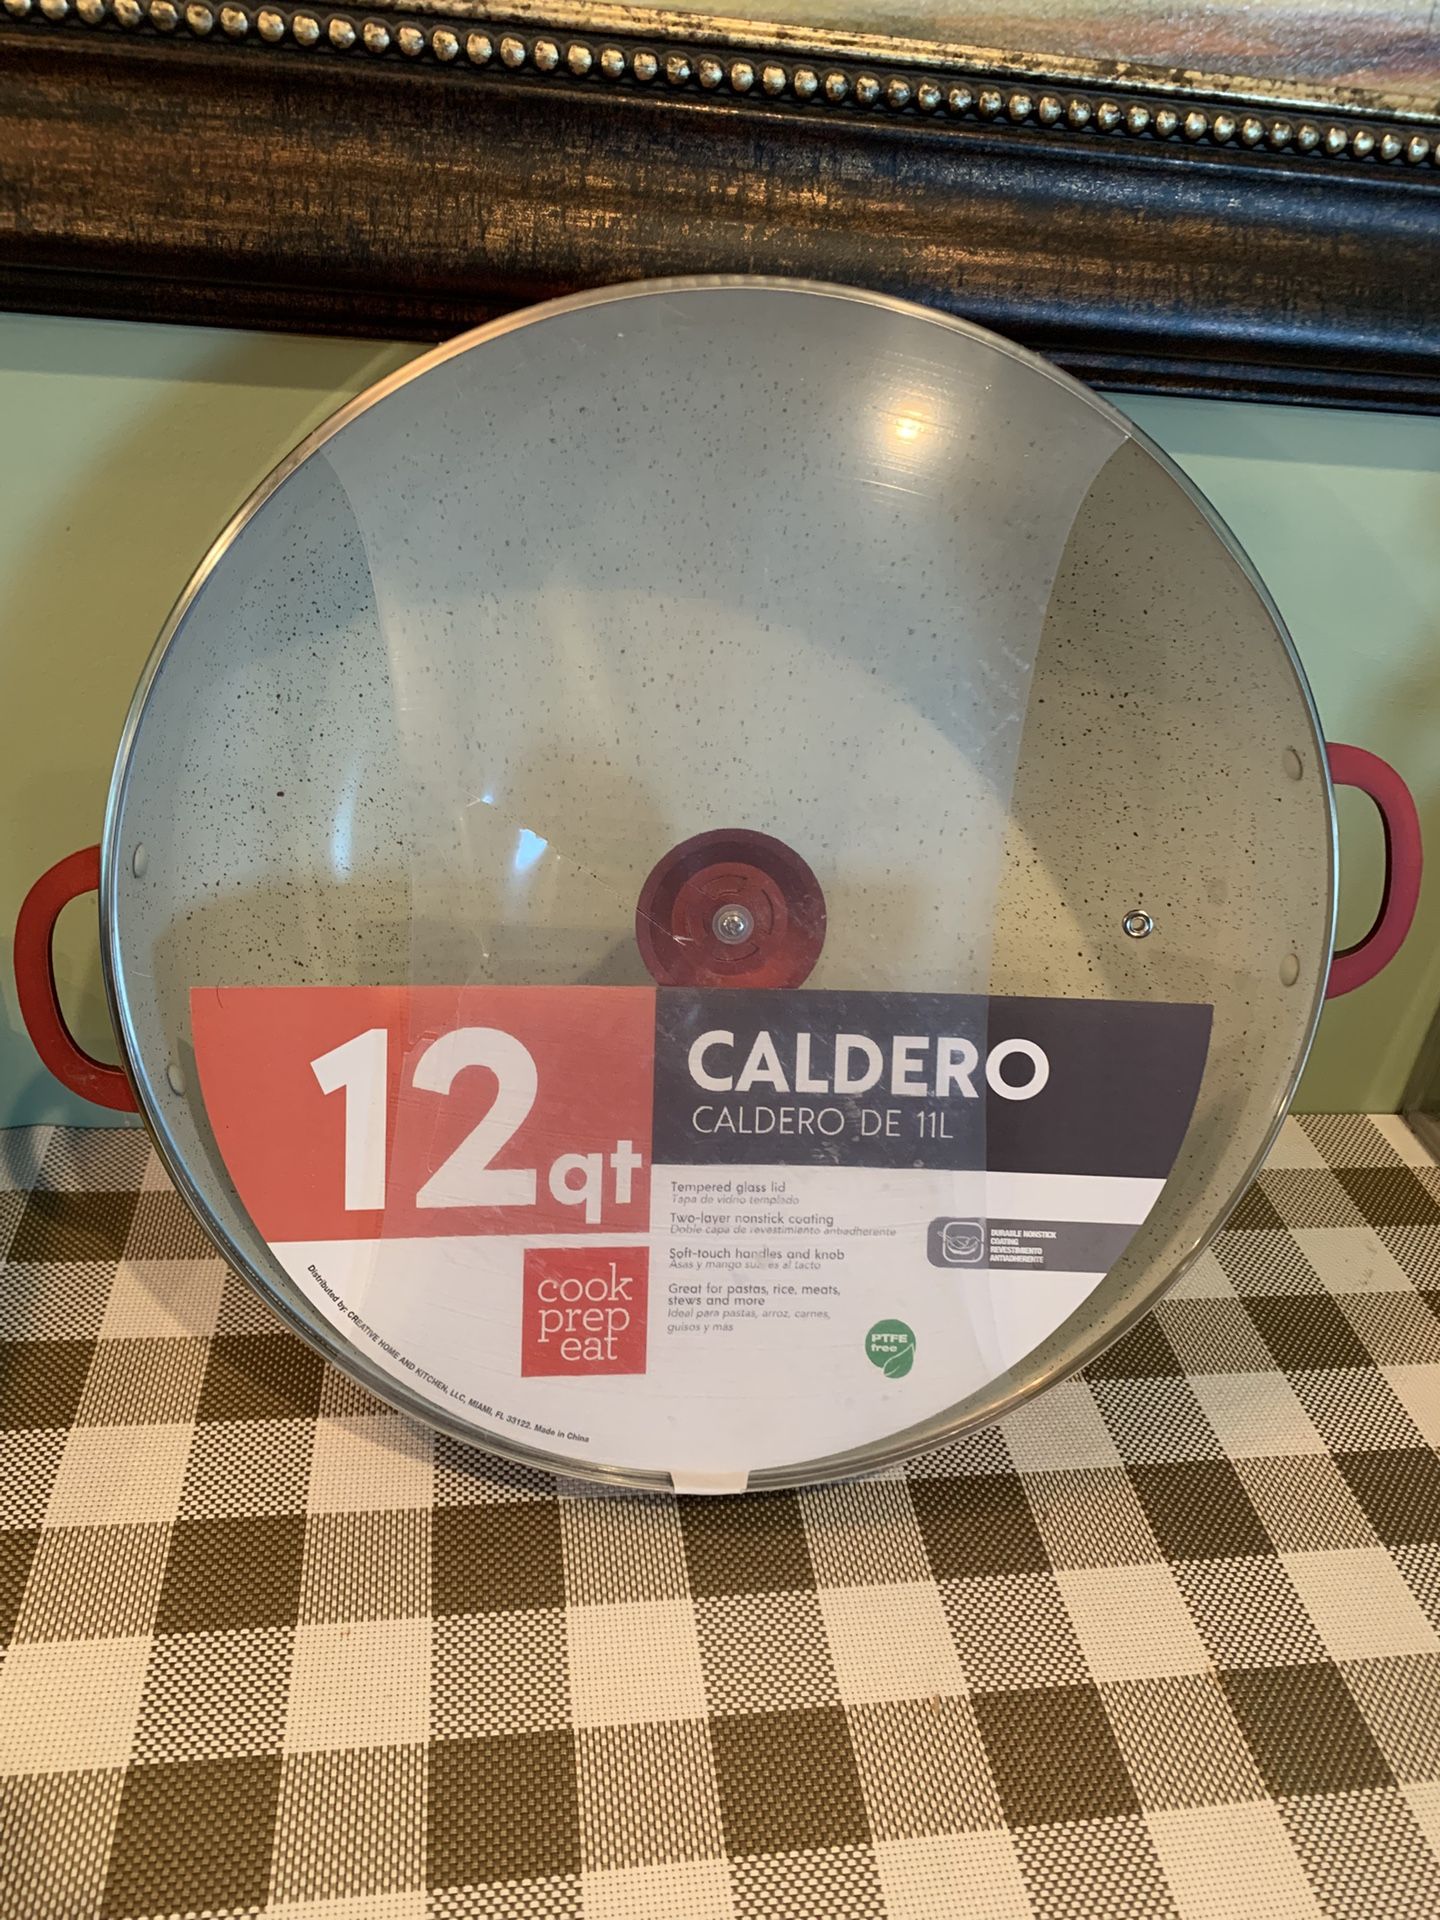 12qt
CALDERO
CALDERO DE 11L
Tempered glass lid
Tapa de vidrio templado
Two-layer nonstick coating
Doble capa de revestimiento antiadherente
Soft-touch handles and knob
Asas y mango suaves al tacto
Great for pastas, rice, meats,
stews and more
Ideal para pastas, arroz, carnes,
guisos y más
DURABLE NONSTICK
COATING
REVESTIMIENTO
ANTIADHERENTE
cook
prep
eat
PTFE
free
Distributed by: CREATIVE HOME AND KITCHEN, LLC, MIAMI, FL 33122. Made in China